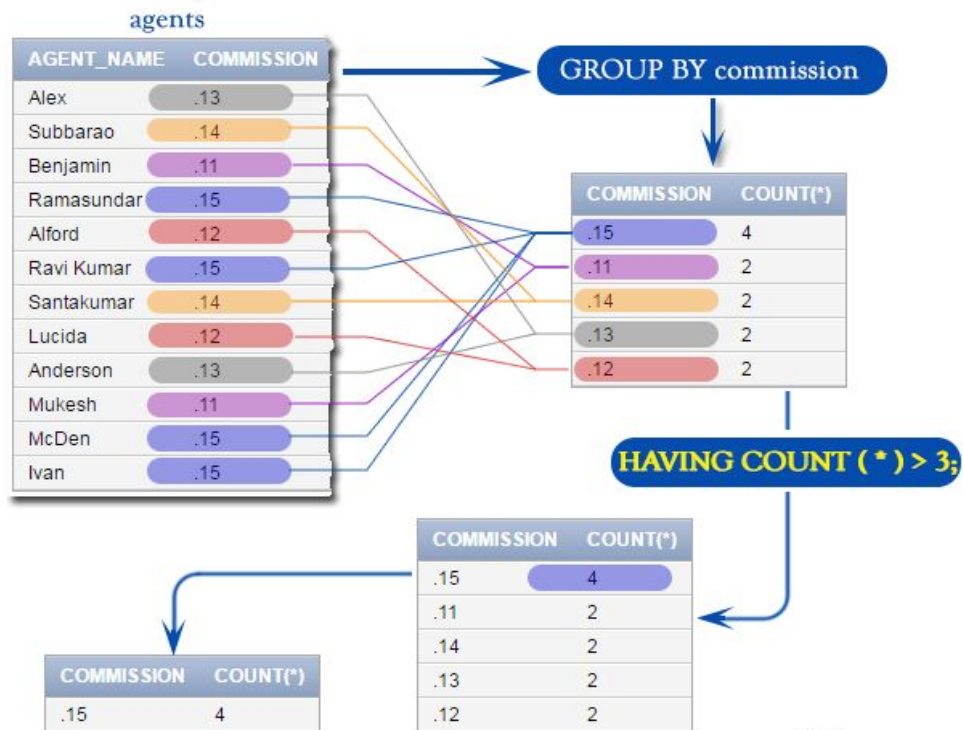 agents
AGENT_NAME COMMISSION
Alex .13
Subbarao .14
Benjamin .11
Ramasundar .15
Alford .12
Ravi Kumar .15
Santakumar .14
Lucida .12
Anderson .13
Mukesh .11
McDen .15
Ivan .15
GROUP BY commission
COMMISSION COUNT(*)
.15 4
.11 2
.14 2
.13 2
.12 2
HAVING COUNT ( * ) > 3;
COMMISSION COUNT(*)
.15 4
.11 2
.14 2
.13 2
.12 2
COMMISSION COUNT(*)
.15 4